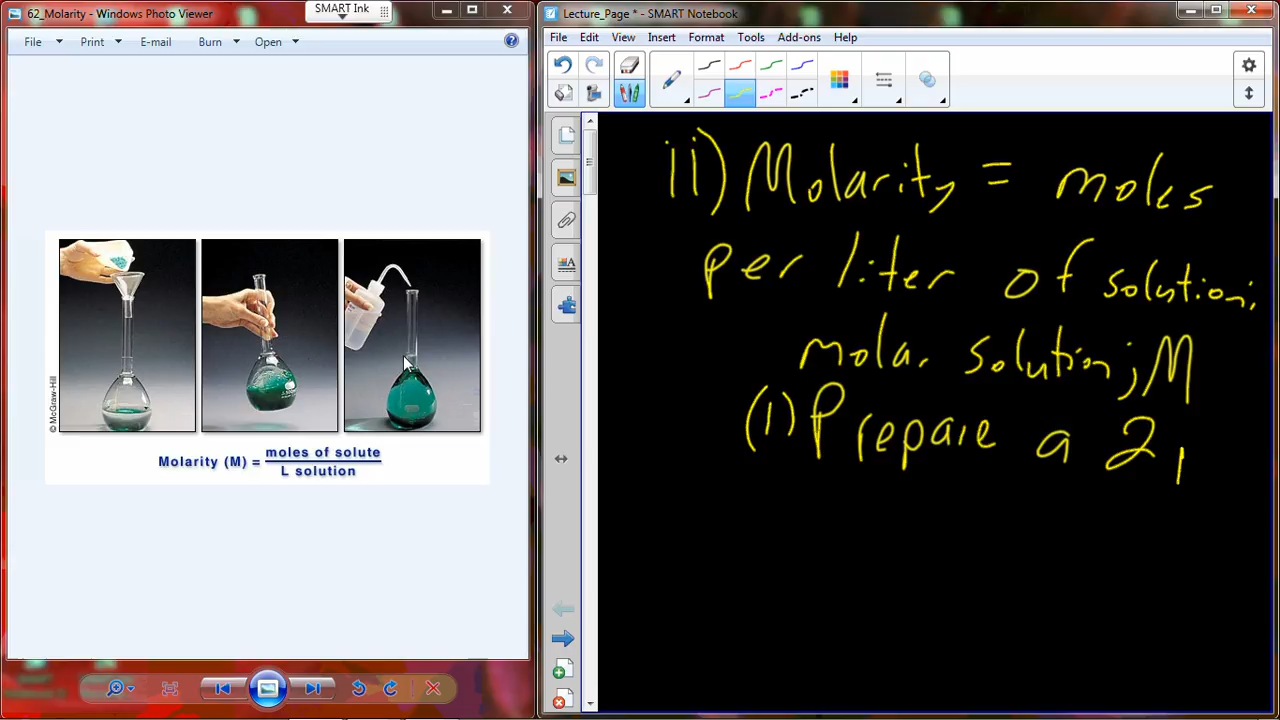 62_Molarity - Windows Photo Viewer
SMART Ink
File Print E-mail Burn Open
© McGraw-Hill
Molarity (M) = moles of solute
L solution
Lecture_Page * - SMART Notebook
File Edit View Insert Format Tools Add-ons Help
ii) Molarity = moles
per liter of solution;
molar solution; M
(1) Prepare a 2